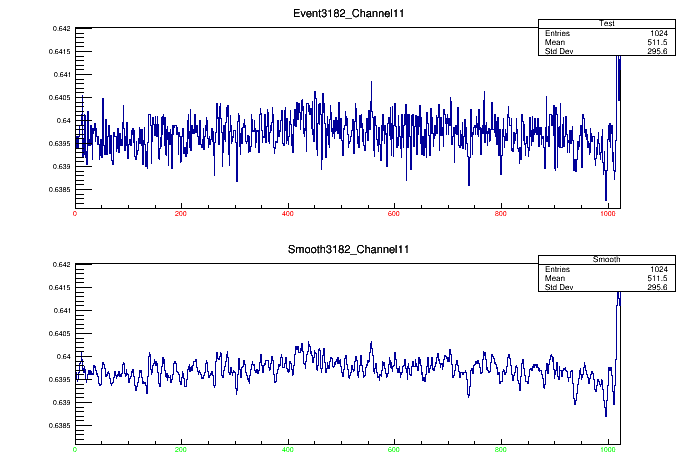 Event3182_Channel11
Test
Entries 1024
Mean 511.5
Std Dev 295.6
0.642
0.6415
0.641
0.6405
0.64
0.6395
0.639
0.6385
0 200 400 600 800 1000
Smooth3182_Channel11
Smooth
Entries 1024
Mean 511.5
Std Dev 295.6
0.642
0.6415
0.641
0.6405
0.64
0.6395
0.639
0.6385
0 200 400 600 800 1000